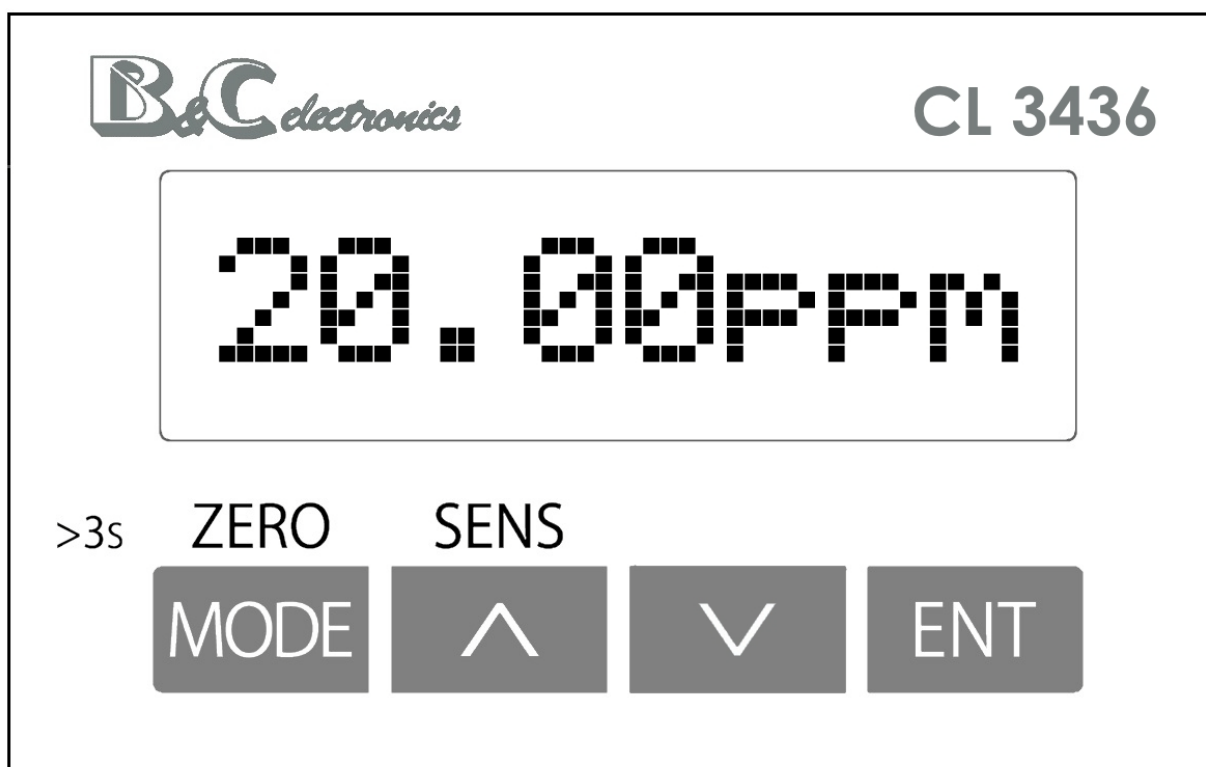 B&C electronics CL 3436
20.00ppm
>3s ZERO SENS
MODE ∧ ∨ ENT